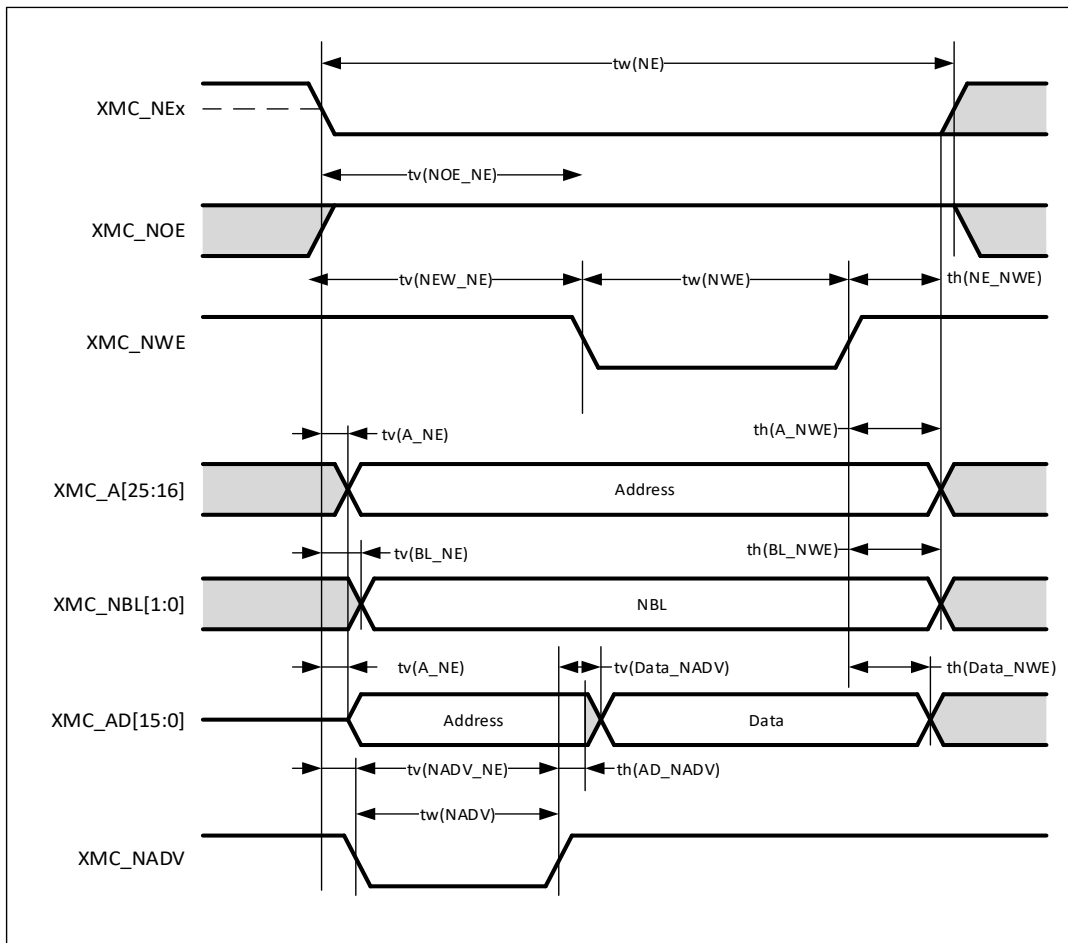 tw(NE)
XMC_NEx
tv(NOE_NE)
XMC_NOE
tv(NEW_NE)
tw(NWE)
th(NE_NWE)
XMC_NWE
tv(A_NE)
th(A_NWE)
XMC_A[25:16]
Address
tv(BL_NE)
th(BL_NWE)
XMC_NBL[1:0]
NBL
tv(A_NE)
tv(Data_NADV)
th(Data_NWE)
XMC_AD[15:0]
Address
Data
tv(NADV_NE)
th(AD_NADV)
tw(NADV)
XMC_NADV